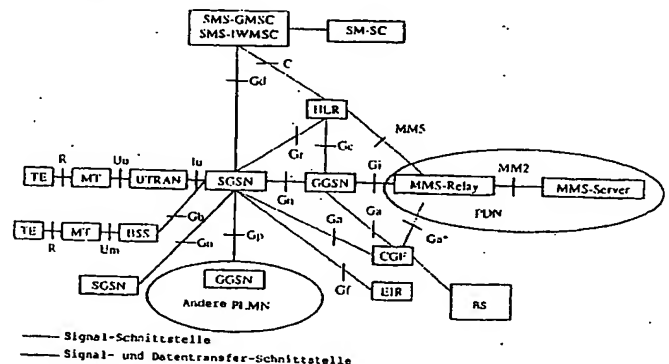 SMS-GMSC
SMS-IWMSC
SM-SC
C
Gd
HLR
MM5
Gr
Gc
R
Uu
Iu
Gi
MM2
TE
MT
UTRAN
SGSN
GGSN
MMS-Relay
MMS-Server
Gn
PDN
Gb
Ga
Ga
Ga*
TE
MT
BSS
Gn
Gp
CGF
R
Um
SGSN
GGSN
Gf
EIR
BS
Andere PLMN
Signal-Schnittstelle
Signal- und Datentransfer-Schnittstelle